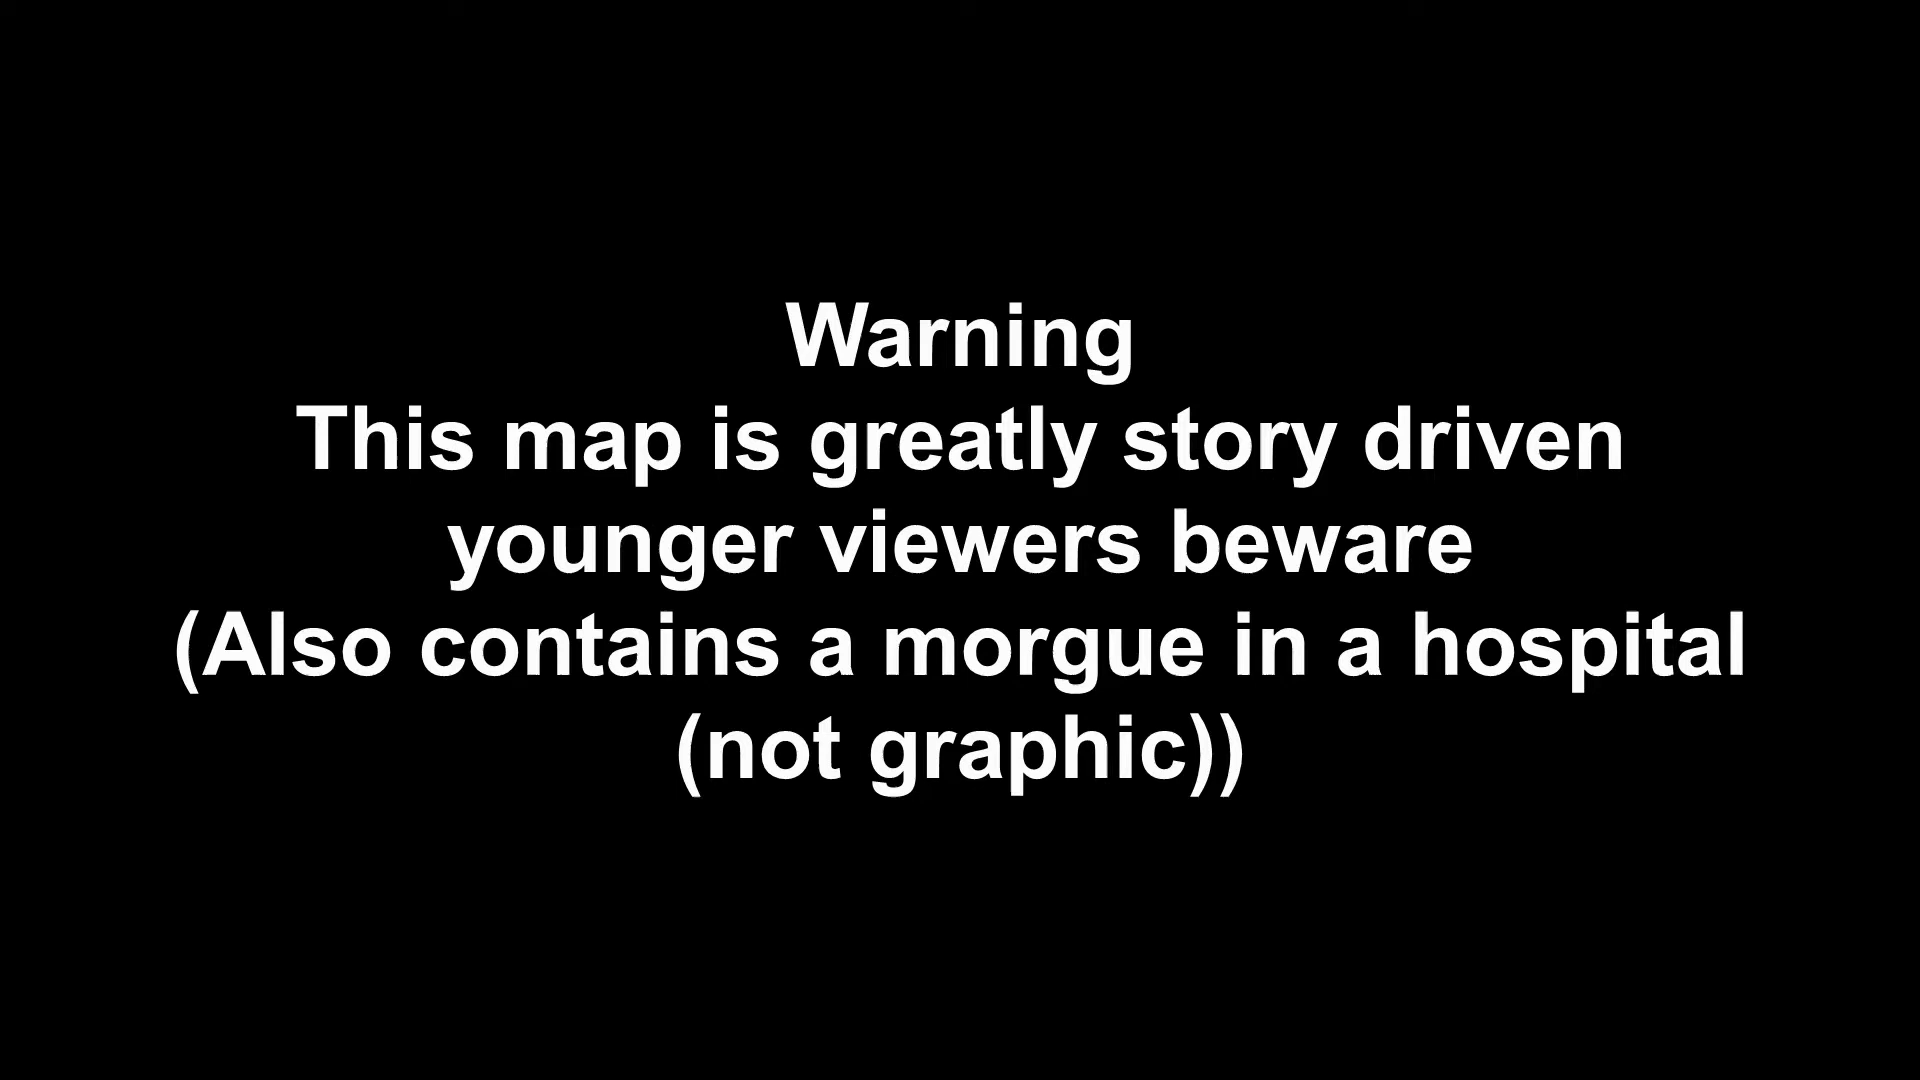 Warning
This map is greatly story driven
younger viewers beware
(Also contains a morgue in a hospital
(not graphic))